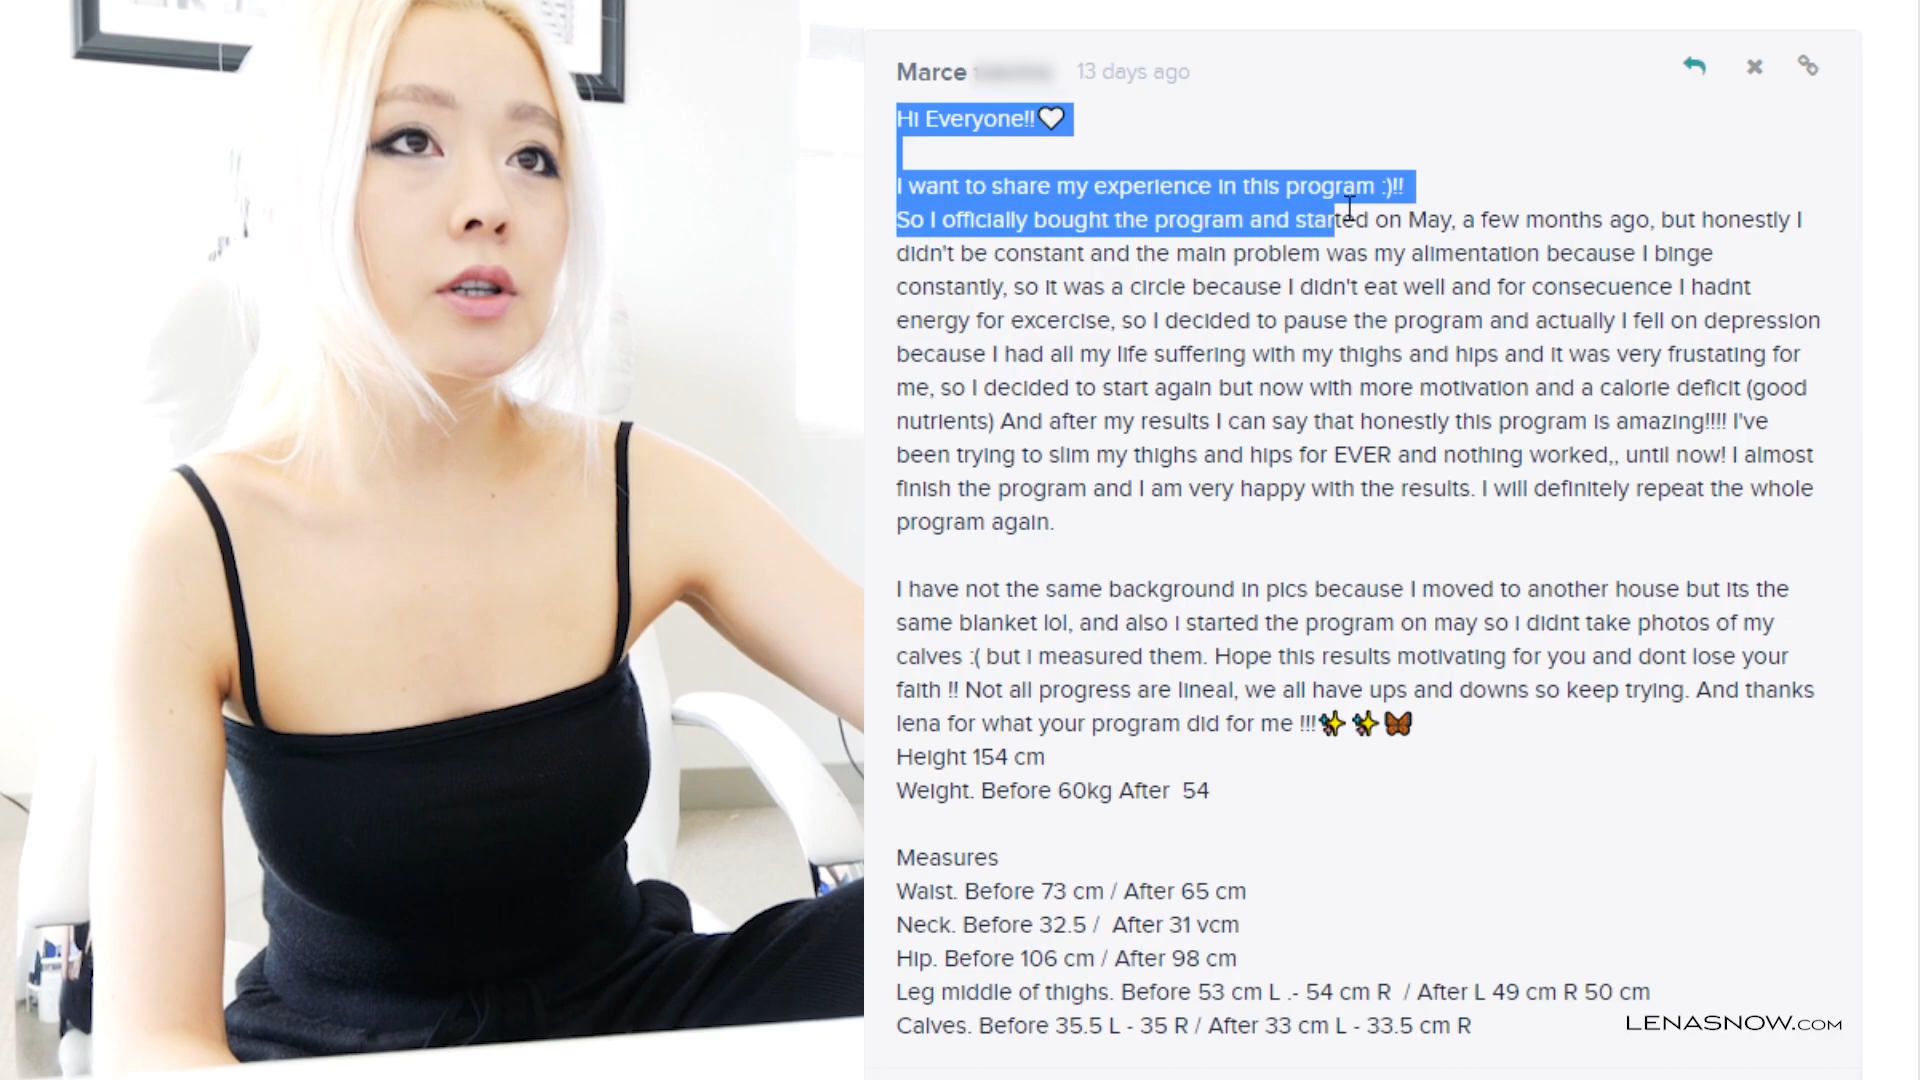 Marce 13 days ago
Hi Everyone!!🤍
I want to share my experience in this program :)!!
So I officially bought the program and started on May, a few months ago, but honestly I
didn't be constant and the main problem was my alimentation because I binge
constantly, so it was a circle because I didn't eat well and for consecuence I hadnt
energy for excercise, so I decided to pause the program and actually I fell on depression
because I had all my life suffering with my thighs and hips and it was very frustating for
me, so I decided to start again but now with more motivation and a calorie deficit (good
nutrients) And after my results I can say that honestly this program is amazing!!!! I've
been trying to slim my thighs and hips for EVER and nothing worked,, until now! I almost
finish the program and I am very happy with the results. I will definitely repeat the whole
program again.
I have not the same background in pics because I moved to another house but its the
same blanket lol, and also i started the program on may so i didnt take photos of my
calves :( but i measured them. Hope this results motivating for you and dont lose your
faith !! Not all progress are lineal, we all have ups and downs so keep trying. And thanks
lena for what your program did for me !!!✨ ✨ 🦋
Height 154 cm
Weight. Before 60kg After 54
Measures
Waist. Before 73 cm / After 65 cm
Neck. Before 32.5 / After 31 vcm
Hip. Before 106 cm / After 98 cm
Leg middle of thighs. Before 53 cm L .- 54 cm R / After L 49 cm R 50 cm
Calves. Before 35.5 L - 35 R / After 33 cm L - 33.5 cm R
LENASNOW.COM